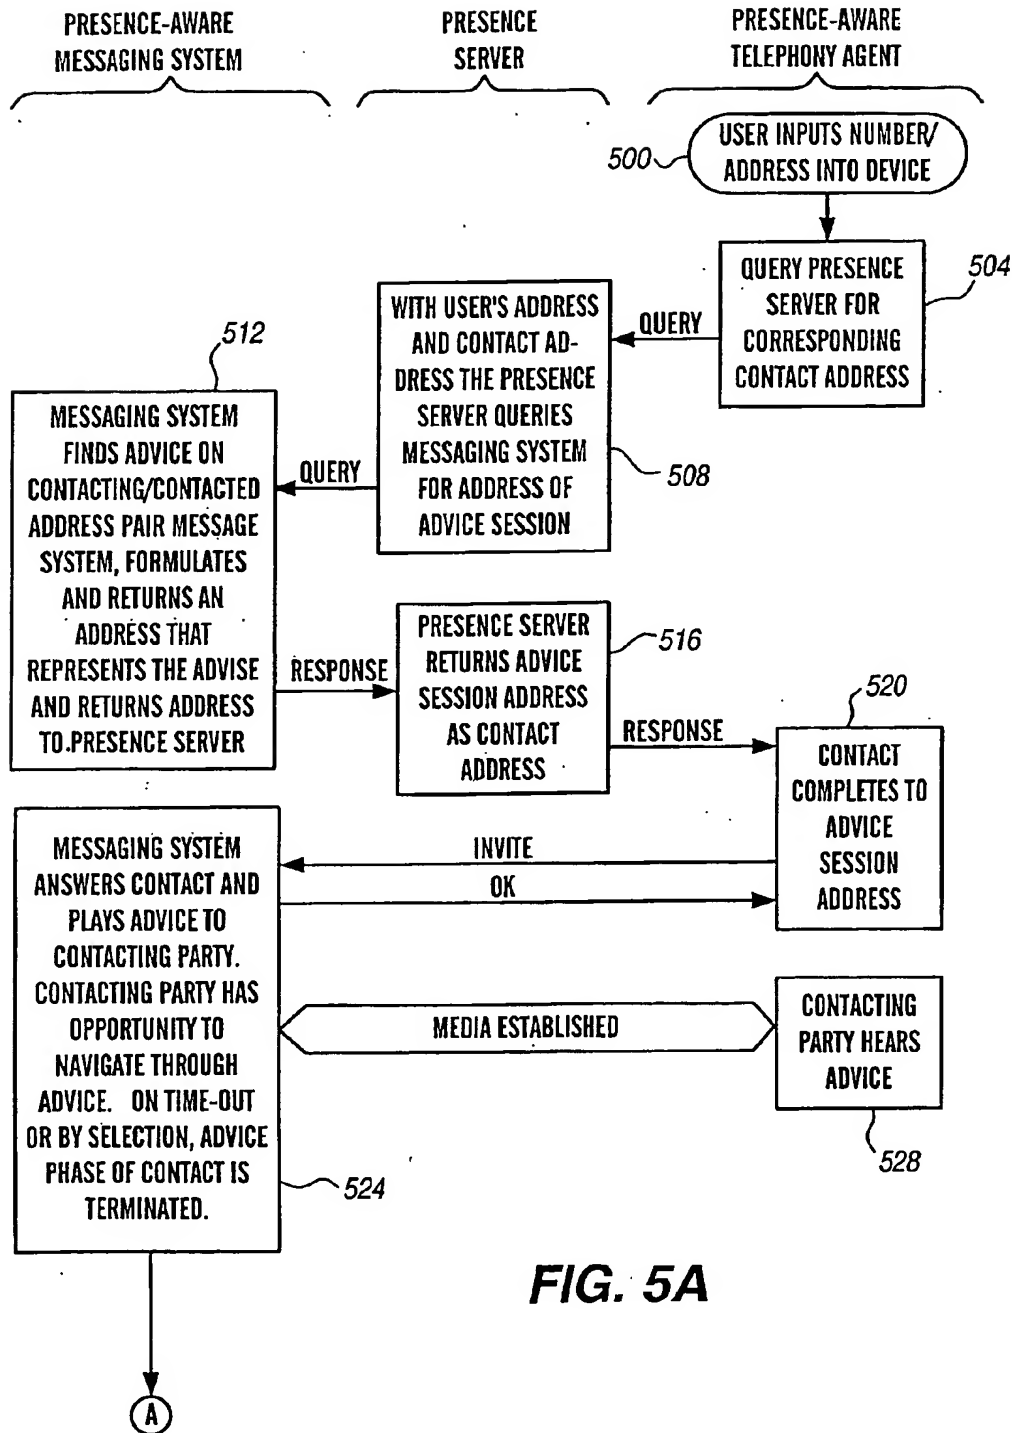 PRESENCE-AWARE
MESSAGING SYSTEM
PRESENCE
SERVER
PRESENCE-AWARE
TELEPHONY AGENT
USER INPUTS NUMBER/
ADDRESS INTO DEVICE
500
QUERY PRESENCE
SERVER FOR
CORRESPONDING
CONTACT ADDRESS
504
QUERY
WITH USER'S ADDRESS
AND CONTACT AD-
DRESS THE PRESENCE
SERVER QUERIES
MESSAGING SYSTEM
FOR ADDRESS OF
ADVICE SESSION
508
QUERY
512
MESSAGING SYSTEM
FINDS ADVICE ON
CONTACTING/CONTACTED
ADDRESS PAIR MESSAGE
SYSTEM, FORMULATES
AND RETURNS AN
ADDRESS THAT
REPRESENTS THE ADVISE
AND RETURNS ADDRESS
TO PRESENCE SERVER
RESPONSE
PRESENCE SERVER
RETURNS ADVICE
SESSION ADDRESS
AS CONTACT
ADDRESS
516
RESPONSE
520
CONTACT
COMPLETES TO
ADVICE
SESSION
ADDRESS
INVITE
OK
MESSAGING SYSTEM
ANSWERS CONTACT AND
PLAYS ADVICE TO
CONTACTING PARTY.
CONTACTING PARTY HAS
OPPORTUNITY TO
NAVIGATE THROUGH
ADVICE. ON TIME-OUT
OR BY SELECTION, ADVICE
PHASE OF CONTACT IS
TERMINATED.
524
MEDIA ESTABLISHED
CONTACTING
PARTY HEARS
ADVICE
528
FIG. 5A
A